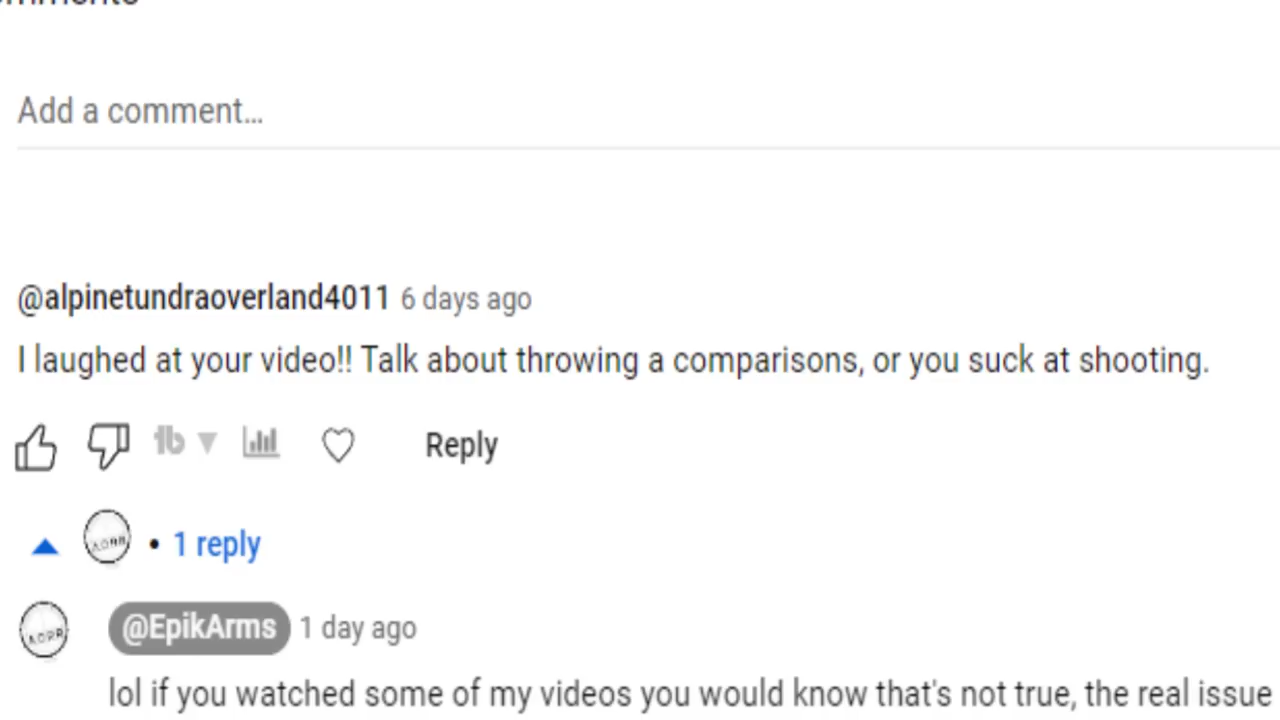 Add a comment…
@alpinetundraoverland4011 6 days ago
I laughed at your video!! Talk about throwing a comparisons, or you suck at shooting.
tb
Reply
• 1 reply
@EpikArms 1 day ago
lol if you watched some of my videos you would know that's not true, the real issue